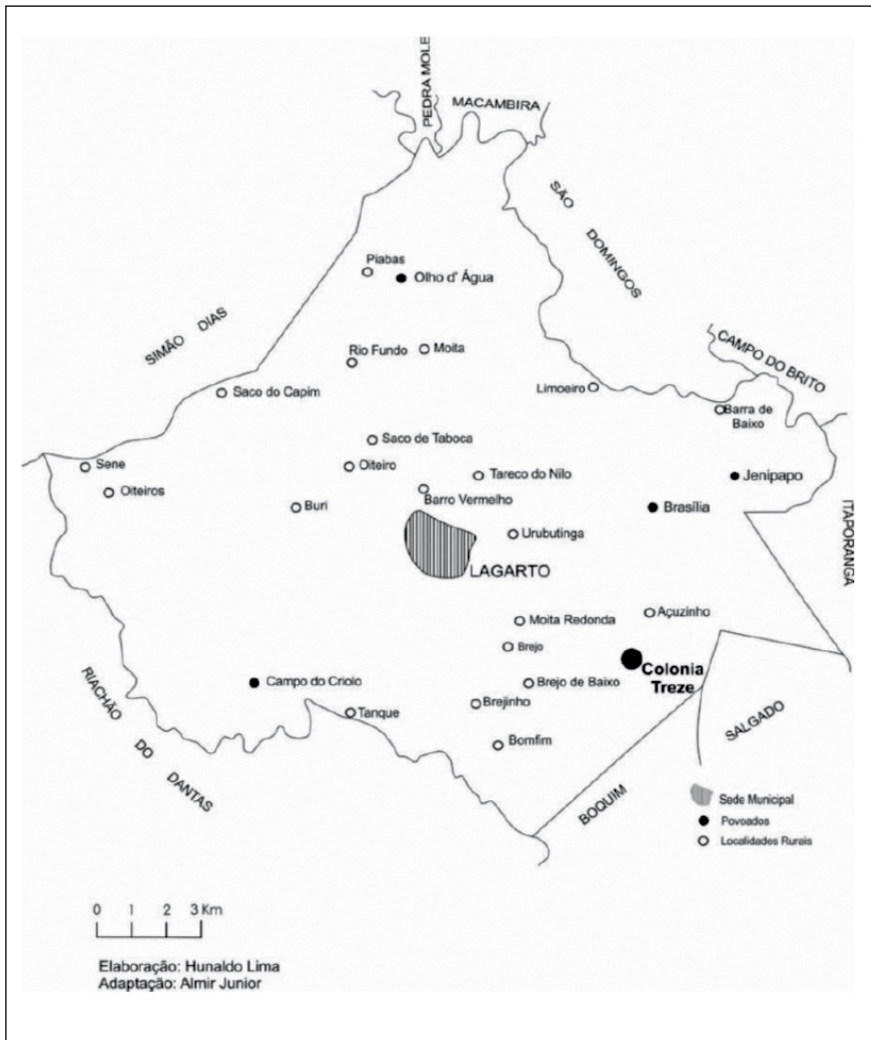 PEDRA MOLE
MACAMBIRA
SÃO
DOMINGOS
Piabas
Olho d' Água
SIMÃO DIAS
CAMPO DO BRITO
Rio Fundo
Moita
Saco do Capim
Limoeiro
Barra de
Baixo
Saco de Taboca
Sene
Oiteiro
Tareco do Nilo
Jenipapo
Oiteiros
Barro Vermelho
Buri
Brasília
ITAPORANGA
Urubutinga
LAGARTO
Açuzinho
Moita Redonda
Brejo
Colonia
Treze
Campo do Criolo
Brejo de Baixo
RIACHÃO
DO
DANTAS
Brejinho
Tanque
SALGADO
Bomfim
BOQUIM
Sede Municipal
Povoados
Localidades Rurais
0 1 2 3 Km
Elaboração: Hunaldo Lima
Adaptação: Almir Junior